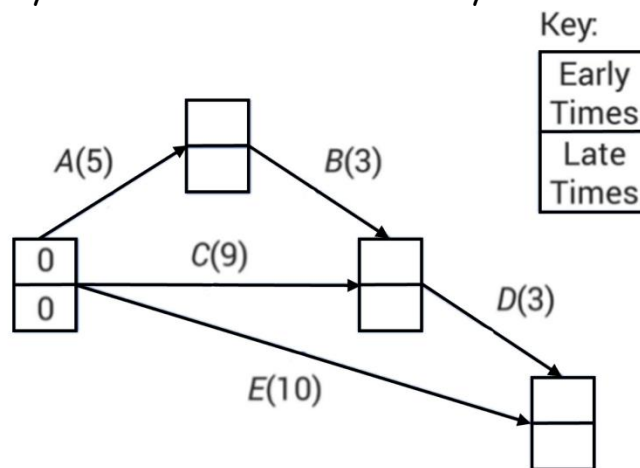 Key:
Early
Times
Late
Times
A(5)
B(3)
0
0
C(9)
D(3)
E(10)